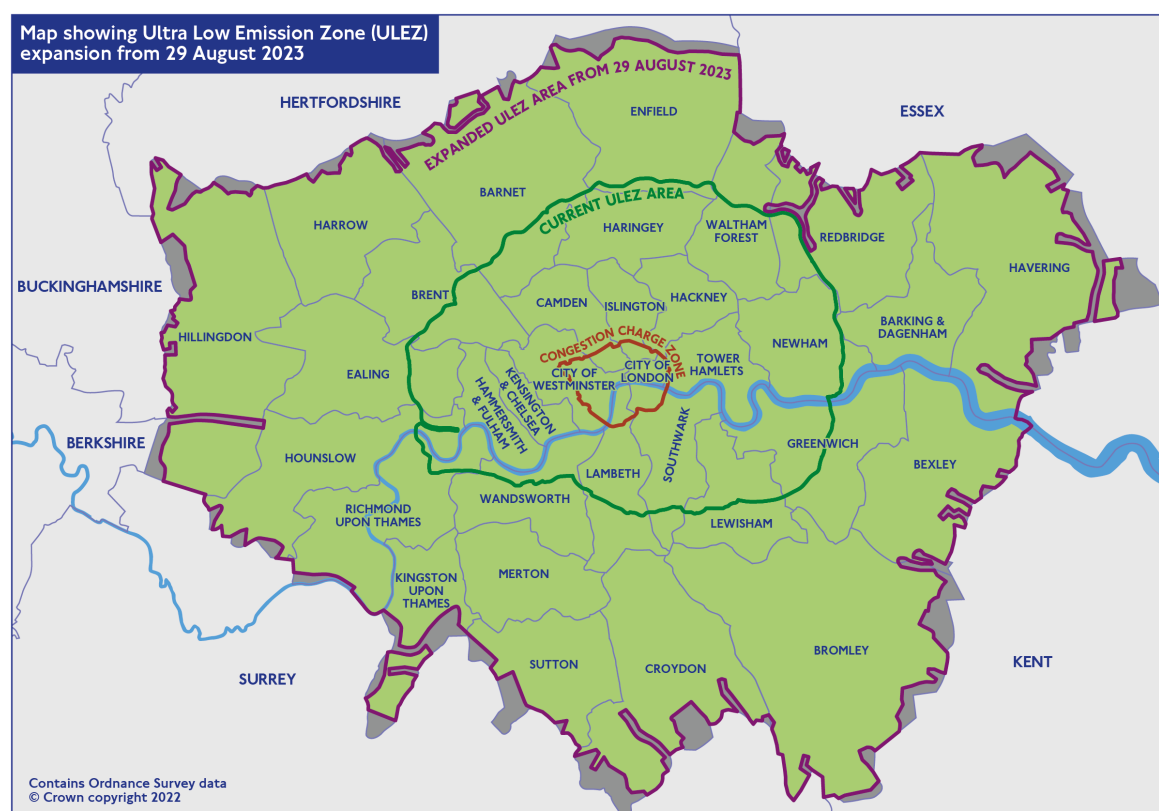 Map showing Ultra Low Emission Zone (ULEZ)
expansion from 29 August 2023
HERTFORDSHIRE
ESSEX
EXPANDED ULEZ AREA FROM 29 AUGUST 2023
ENFIELD
BARNET
CURRENT ULEZ AREA
HARROW
HARINGEY
WALTHAM
FOREST
REDBRIDGE
HAVERING
BUCKINGHAMSHIRE
BRENT
CAMDEN
ISLINGTON
HACKNEY
HILLINGDON
BARKING &
DAGENHAM
CONGESTION CHARGE ZONE
NEWHAM
EALING
KENSINGTON
& CHELSEA
HAMMERSMITH
& FULHAM
CITY OF
WESTMINSTER
CITY OF
LONDON
TOWER
HAMLETS
BERKSHIRE
HOUNSLOW
SOUTHWARK
GREENWICH
BEXLEY
LAMBETH
WANDSWORTH
RICHMOND
UPON THAMES
LEWISHAM
KINGSTON
UPON
THAMES
MERTON
SURREY
SUTTON
CROYDON
BROMLEY
KENT
Contains Ordnance Survey data
© Crown copyright 2022